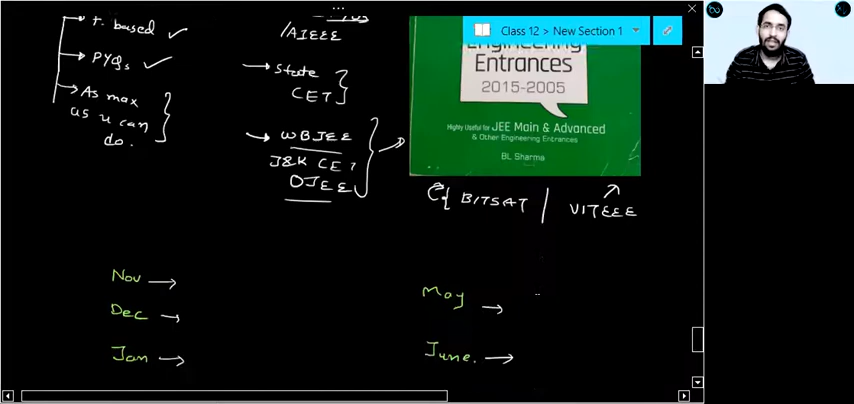 Class 12 > New Section 1
t. based
PYQs
As max
as u can
do.
/AIEEE
State
CET
WBJEE
J&K CET
OJEE
Engineering
Entrances
2015-2005
Highly Useful for JEE Main & Advanced
& Other Engineering Entrances
BL Sharma
BITSAT | VITEEE
Nov →
Dec →
Jan →
May →
June. →